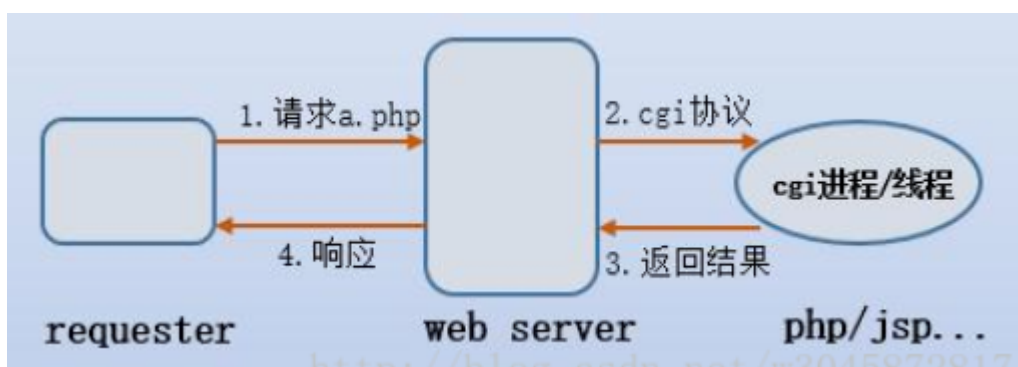 1.请求a.php
2.cgi协议
cgi进程/线程
4.响应
3.返回结果
requester
web server
php/jsp...